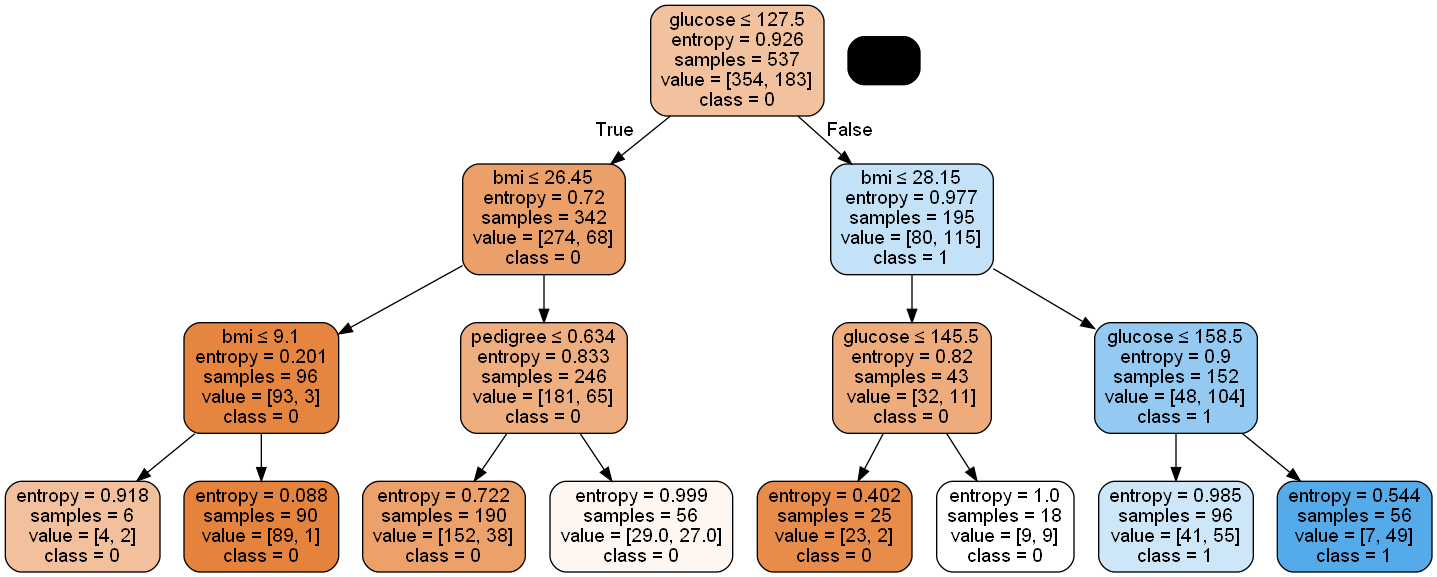 glucose ≤ 127.5
entropy = 0.926
samples = 537
value = [354, 183]
class = 0
True
False
bmi ≤ 26.45
entropy = 0.72
samples = 342
value = [274, 68]
class = 0
bmi ≤ 28.15
entropy = 0.977
samples = 195
value = [80, 115]
class = 1
bmi ≤ 9.1
entropy = 0.201
samples = 96
value = [93, 3]
class = 0
pedigree ≤ 0.634
entropy = 0.833
samples = 246
value = [181, 65]
class = 0
glucose ≤ 145.5
entropy = 0.82
samples = 43
value = [32, 11]
class = 0
glucose ≤ 158.5
entropy = 0.9
samples = 152
value = [48, 104]
class = 1
entropy = 0.918
samples = 6
value = [4, 2]
class = 0
entropy = 0.088
samples = 90
value = [89, 1]
class = 0
entropy = 0.722
samples = 190
value = [152, 38]
class = 0
entropy = 0.999
samples = 56
value = [29.0, 27.0]
class = 0
entropy = 0.402
samples = 25
value = [23, 2]
class = 0
entropy = 1.0
samples = 18
value = [9, 9]
class = 0
entropy = 0.985
samples = 96
value = [41, 55]
class = 1
entropy = 0.544
samples = 56
value = [7, 49]
class = 1